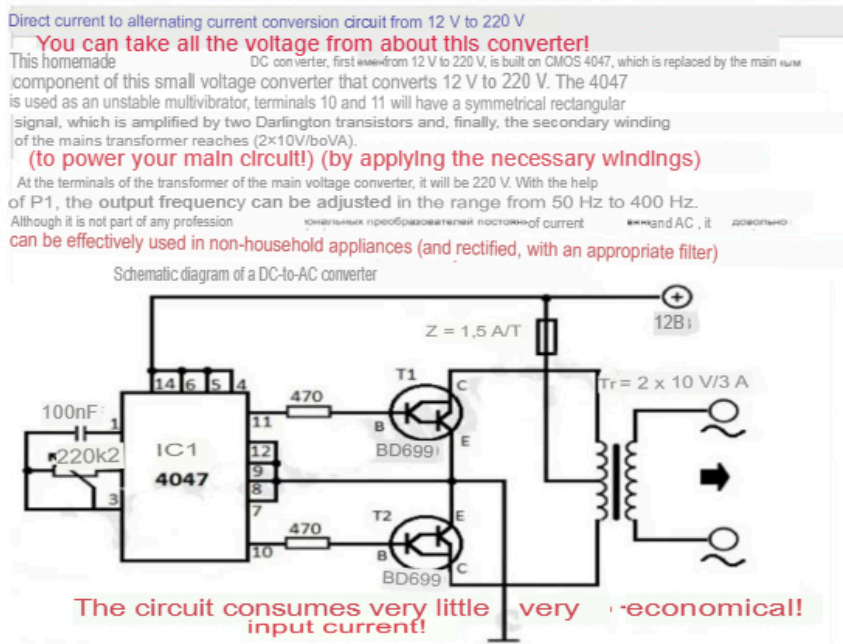 Direct current to alternating current conversion circuit from 12 V to 220 V
You can take all the voltage from about this converter!
This homemade DC converter, first from 12 V to 220 V, is built on CMOS 4047, which is replaced by the main
component of this small voltage converter that converts 12 V to 220 V. The 4047
is used as an unstable multivibrator, terminals 10 and 11 will have a symmetrical rectangular
signal, which is amplified by two Darlington transistors and, finally, the secondary winding
of the mains transformer reaches (2×10V/boVA).
(to power your main circuit!) (by applying the necessary windings)
At the terminals of the transformer of the main voltage converter, it will be 220 V. With the help
of P1, the output frequency can be adjusted in the range from 50 Hz to 400 Hz.
Although it is not part of any profession ональных преобразователей постоян of current and AC , it довольно
can be effectively used in non-household appliances (and rectified, with an appropriate filter)
Schematic diagram of a DC-to-AC converter
+
12В
Z = 1,5 A/T
T1
C
Tr = 2 x 10 V/3 A
14 6 5 4
470
100nF
1
11
B
E
BD699
220k2
IC1
12
4047
9
8
3
7
T2
E
470
10
B
C
BD699
The circuit consumes very little very -economical!
input current!